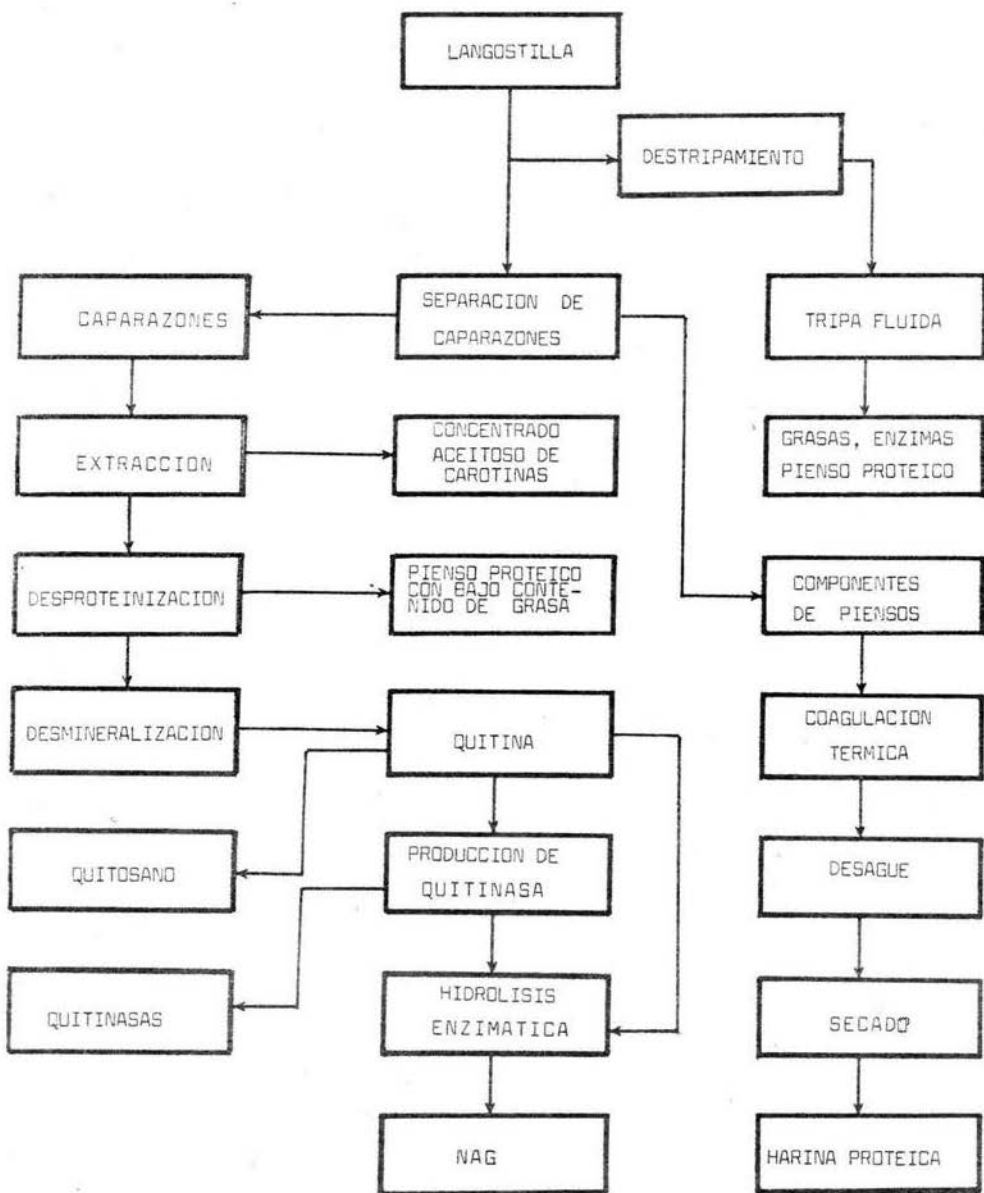 LANGOSTILLA
DESTRIPAMIENTO
CAPARAZONES
SEPARACION DE
CAPARAZONES
TRIPA FLUIDA
EXTRACCION
CONCENTRADO
ACEITOSO DE
CAROTINAS
GRASAS, ENZIMAS
PIENSO PROTEICO
DESPROTEINIZACION
PIENSO PROTEICO
CON BAJO CONTE-
NIDO DE GRASA
COMPONENTES
DE PIENSOS
DESMINERALIZACION
QUITINA
COAGULACION
TERMICA
QUITOSANO
PRODUCCION DE
QUITINASA
DESAGUE
QUITINASAS
HIDROLISIS
ENZIMATICA
SECADO
NAG
HARINA PROTEICA